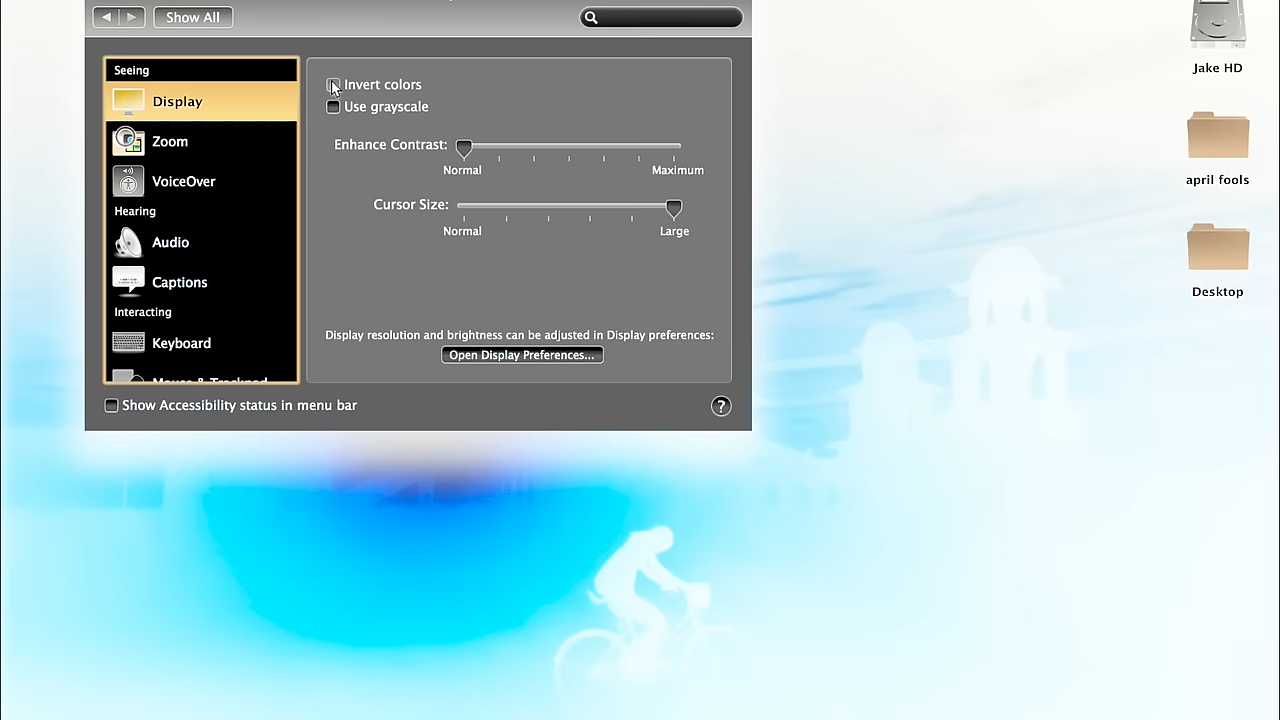 Show All
Seeing
Display
Zoom
VoiceOver
Hearing
Audio
Captions
Interacting
Keyboard
Mouse & Trackpad
Invert colors
Use grayscale
Enhance Contrast:
Normal
Maximum
Cursor Size:
Normal
Large
Display resolution and brightness can be adjusted in Display preferences:
Open Display Preferences...
Show Accessibility status in menu bar
?
Jake HD
april fools
Desktop